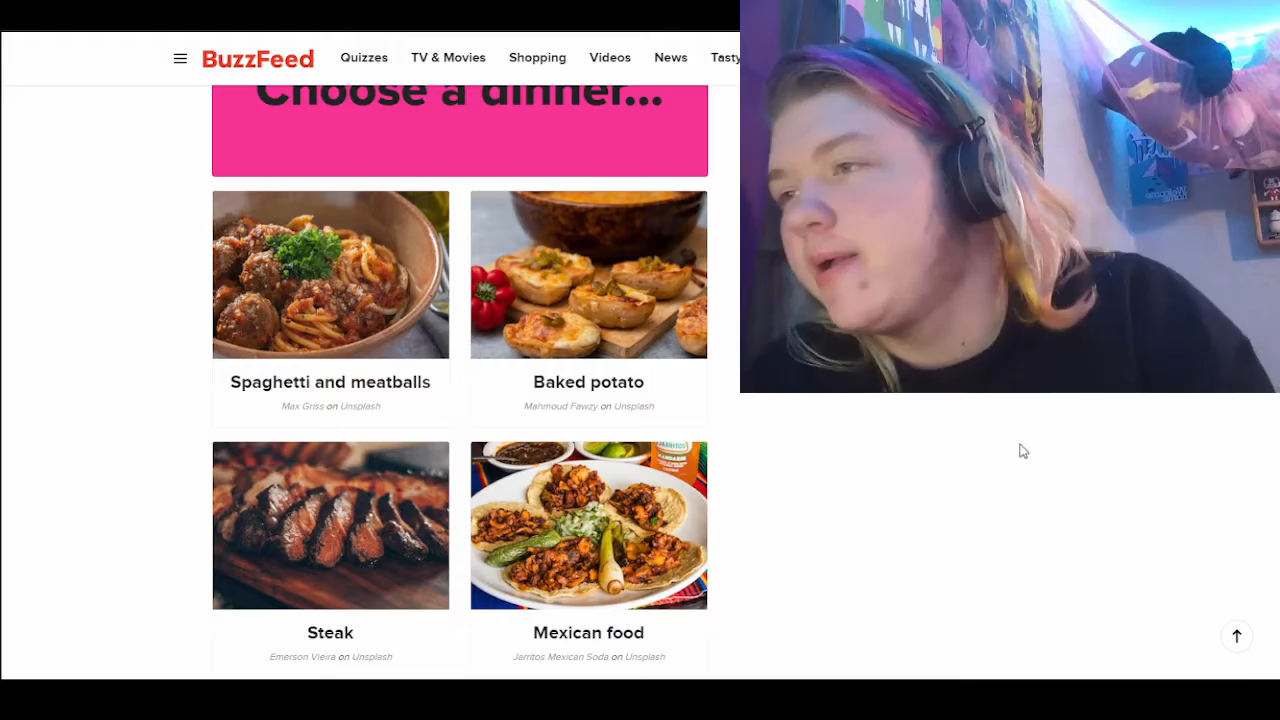 BuzzFeed Quizzes TV & Movies Shopping Videos News Tasty
Choose a dinner...
Spaghetti and meatballs
Max Griss on Unsplash
Baked potato
Mahmoud Fawzy on Unsplash
JARRITOS
Steak
Emerson Vieira on Unsplash
Mexican food
Jarritos Mexican Soda on Unsplash